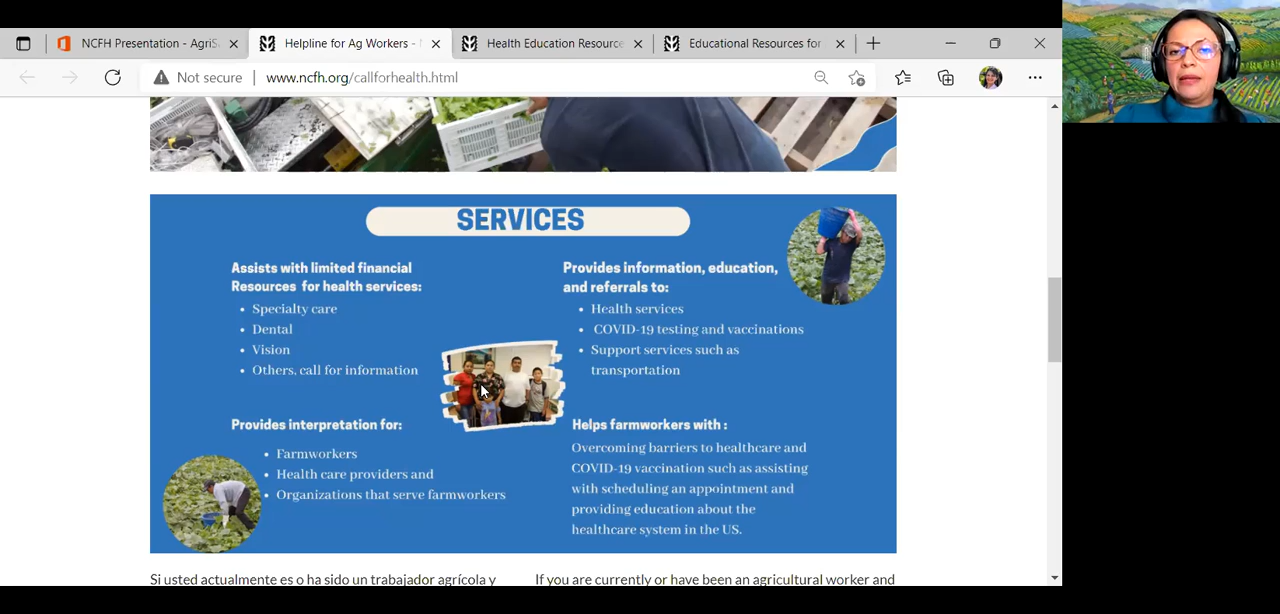 NCFH Presentation - AgriS
Helpline for Ag Workers -
Health Education Resource
Educational Resources for
Not secure
www.ncfh.org/callforhealth.html
SERVICES
Assists with limited financial
Resources for health services:
• Specialty care
• Dental
• Vision
• Others. call for information
Provides information, education,
and referrals to:
• Health services
• COVID-19 testing and vaccinations
• Support services such as
transportation
Provides interpretation for:
• Farmworkers
• Health care providers and
• Organizations that serve farmworkers
Helps farmworkers with :
Overcoming barriers to healthcare and
COVID-19 vaccination such as assisting
with scheduling an appointment and
providing education about the
healthcare system in the US.
Si usted actualmente es o ha sido un trabajador agrícola y
If you are currently or have been an agricultural worker and